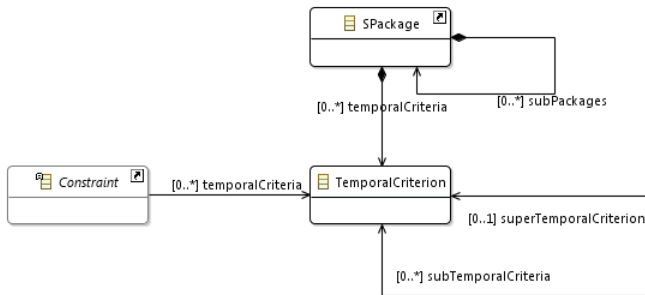 SPackage
[0..*] temporalCriteria
[0..*] subPackages
Constraint
[0..*] temporalCriteria
TemporalCriterion
[0..1] superTemporalCriterion
[0..*] subTemporalCriteria